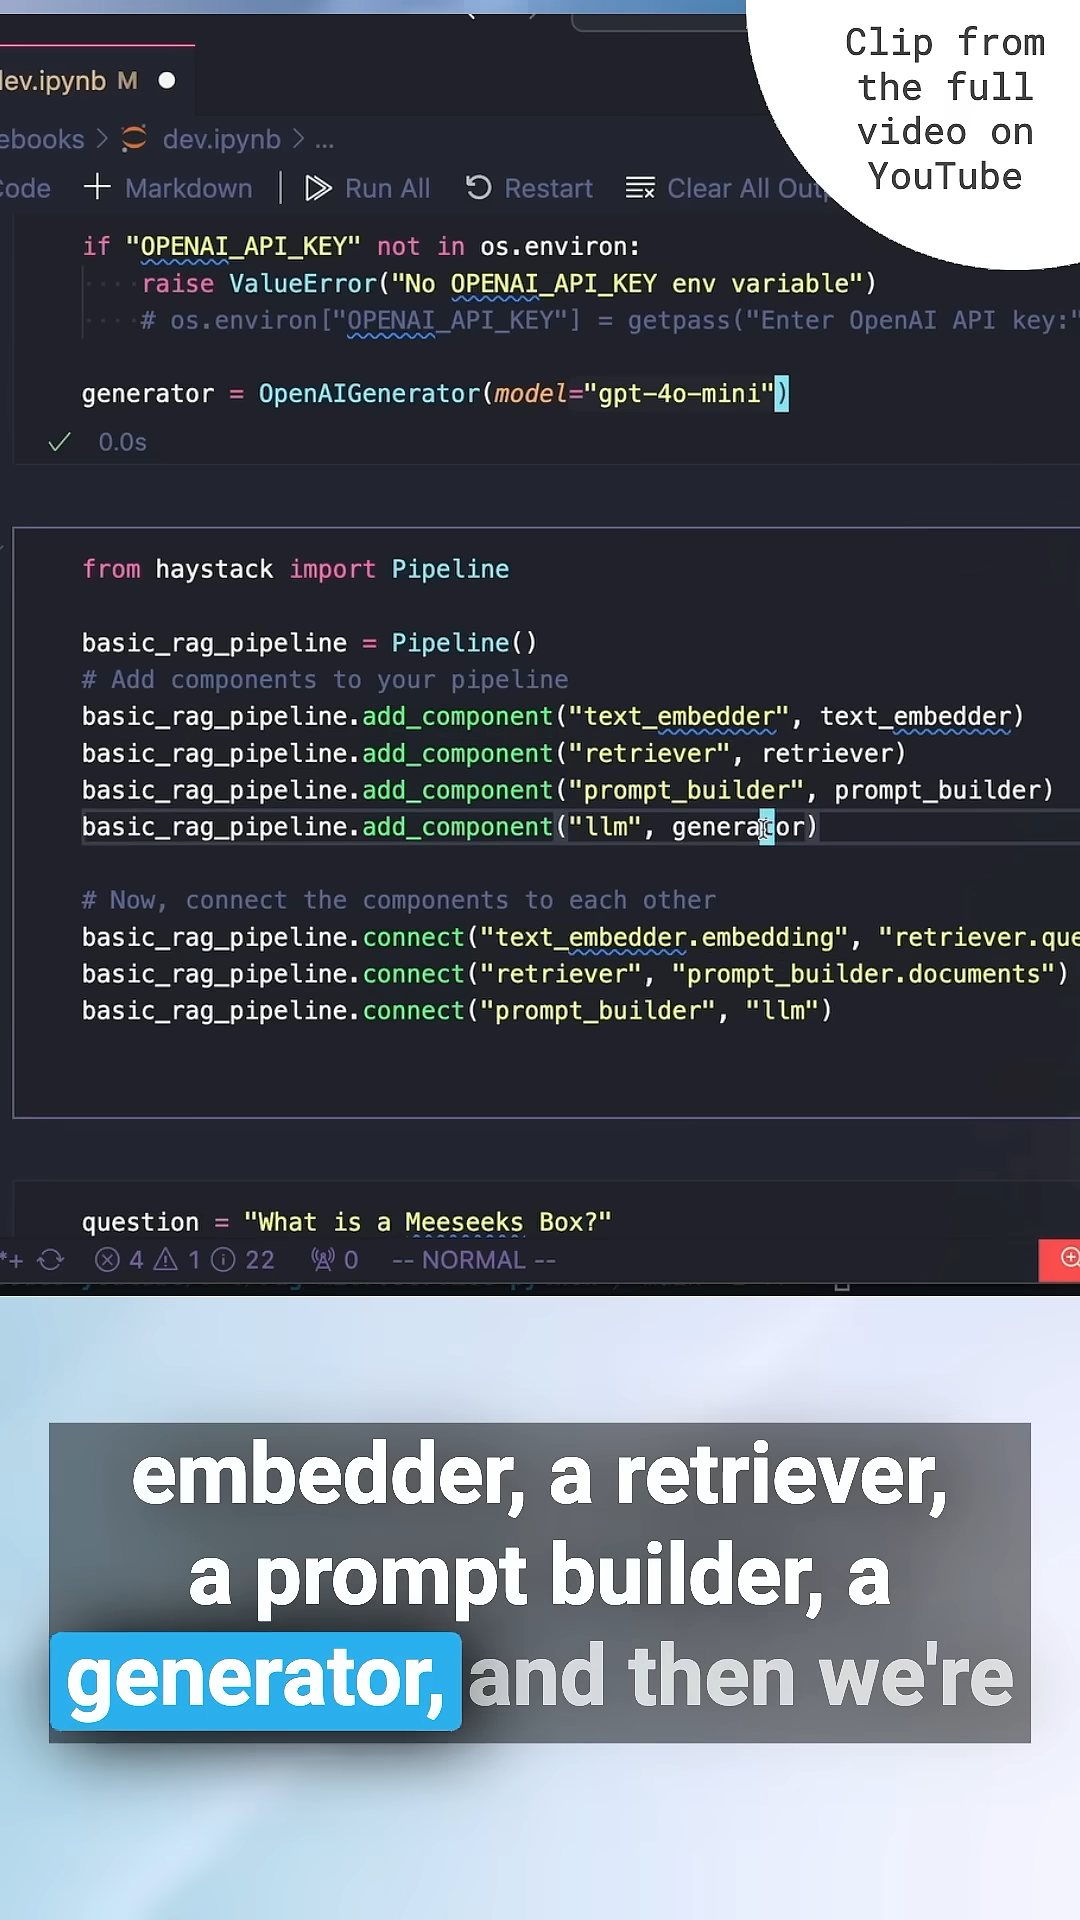 Clip from
the full
video on
YouTube
dev.ipynb M
ebooks > dev.ipynb > ...
Code + Markdown | Run All Restart Clear All Out
if "OPENAI_API_KEY" not in os.environ:
raise ValueError("No OPENAI_API_KEY env variable")
# os.environ["OPENAI_API_KEY"] = getpass("Enter OpenAI API key:"
generator = OpenAIGenerator(model="gpt-4o-mini")
0.0s
from haystack import Pipeline
basic_rag_pipeline = Pipeline()
# Add components to your pipeline
basic_rag_pipeline.add_component("text_embedder", text_embedder)
basic_rag_pipeline.add_component("retriever", retriever)
basic_rag_pipeline.add_component("prompt_builder", prompt_builder)
basic_rag_pipeline.add_component("llm", generator)
# Now, connect the components to each other
basic_rag_pipeline.connect("text_embedder.embedding", "retriever.que
basic_rag_pipeline.connect("retriever", "prompt_builder.documents")
basic_rag_pipeline.connect("prompt_builder", "llm")
question = "What is a Meeseeks Box?"
*+ 4 1 22 0 -- NORMAL --
embedder, a retriever,
a prompt builder, a
generator, and then we're